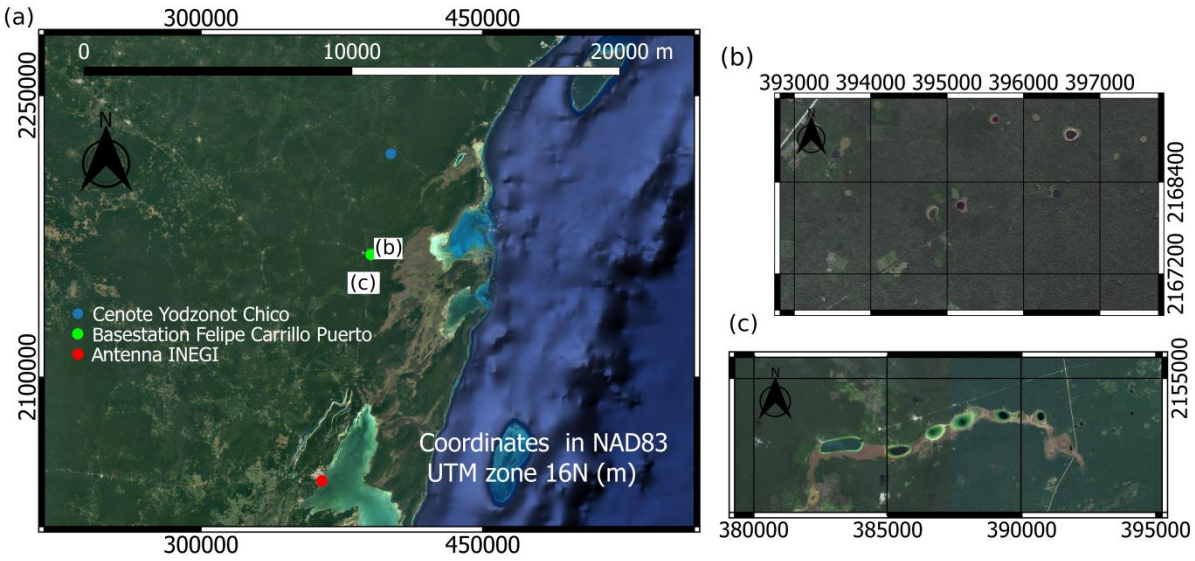 (a)
300000 450000
0 10000 20000 m
N
2250000
2100000
(b)
(c)
Cenote Yodzonot Chico
Basestation Felipe Carrillo Puerto
Antenna INEGI
Coordinates in NAD83
UTM zone 16N (m)
300000 450000
(b)
393000 394000 395000 396000 397000
N
2168400
2167200
(c)
N
2155000
380000 385000 390000 395000